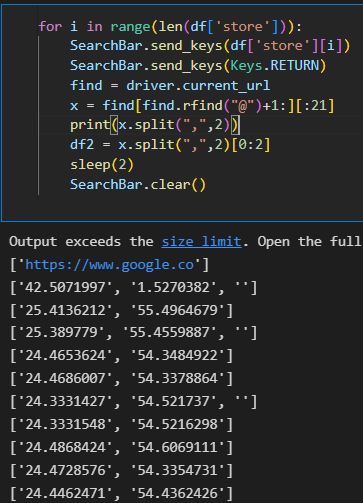 for i in range(len(df['store'])):
SearchBar.send_keys(df['store'][i])
SearchBar.send_keys(Keys.RETURN)
find = driver.current_url
x = find[find.rfind("@")+1:][:21]
print(x.split(",",2))
df2 = x.split(",",2)[0:2]
sleep(2)
SearchBar.clear()
Output exceeds the size limit. Open the full
['https://www.google.co']
['42.5071997', '1.5270382', '']
['25.4136212', '55.4964679']
['25.389779', '55.4559887', '']
['24.4653624', '54.3484922']
['24.4686007', '54.3378864']
['24.3331427', '54.521737', '']
['24.3331548', '54.5216298']
['24.4868424', '54.6069111']
['24.4728576', '54.3354731']
['24.4462471', '54.4362426']